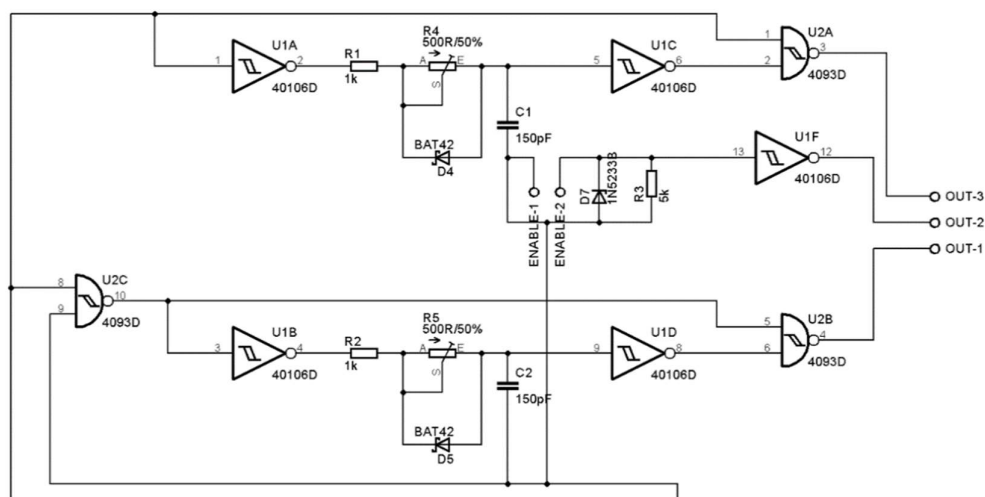 R4
500R/50%
U2A
1
3
2
4093D
U1A
1
2
40106D
R1
1k
A
E
S
U1C
5
6
40106D
C1
150pF
BAT42
D4
U1F
13
12
40106D
ENABLE-1
ENABLE-2
D7
1N5233B
R3
5k
OUT-3
OUT-2
OUT-1
U2C
8
10
9
4093D
R5
500R/50%
U2B
5
4
6
4093D
U1B
3
4
40106D
R2
1k
A
E
S
U1D
9
8
40106D
C2
150pF
BAT42
D5